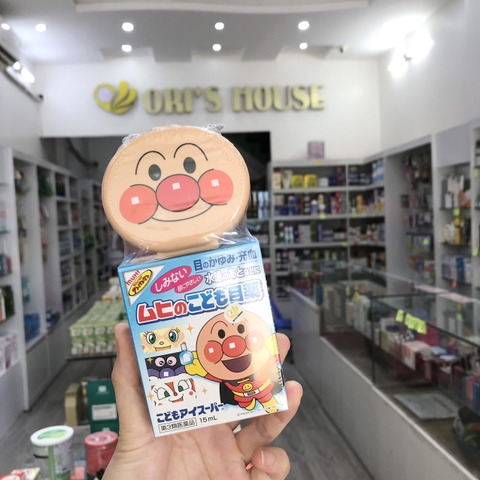 ORI'S HOUSE
しみない
目のかゆみ・充血
ムヒのこども目薬
こどもアイスーパー
第3類医薬品 15mL